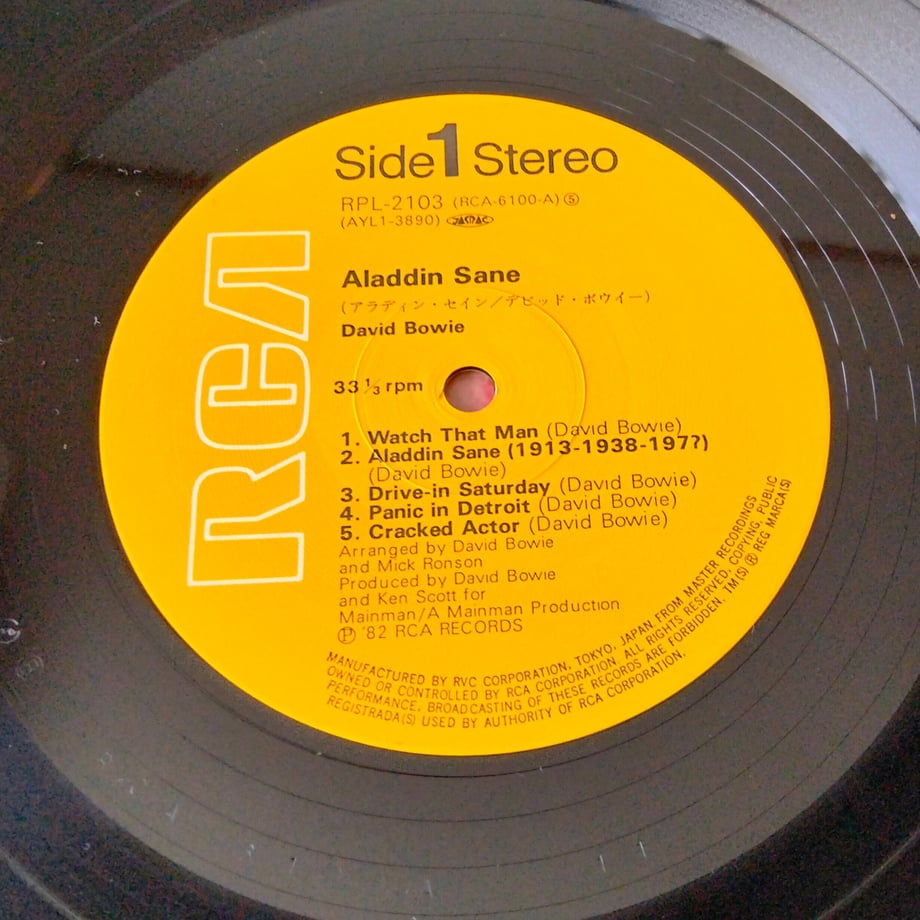 Side 1 Stereo
RPL-2103 (RCA-6100-A) ⑤
(AYL1-3890) JASRAC
Aladdin Sane
(アラディン・セイン/デビッド・ボウイー)
David Bowie
33 ⅓ rpm
1. Watch That Man (David Bowie)
2. Aladdin Sane (1913-1938-197?)
(David Bowie)
3. Drive-in Saturday (David Bowie)
4. Panic in Detroit (David Bowie)
5. Cracked Actor (David Bowie)
Arranged by David Bowie
and Mick Ronson
Produced by David Bowie
and Ken Scott for
Mainman/A Mainman Production
Ⓟ '82 RCA RECORDS
RCA
MANUFACTURED BY RVC CORPORATION, TOKYO, JAPAN FROM MASTER RECORDINGS
OWNED OR CONTROLLED BY RCA CORPORATION. ALL RIGHTS RESERVED. COPYING, PUBLIC
PERFORMANCE, BROADCASTING OF THESE RECORDS ARE FORBIDDEN. TM(S) ® REG MARCA(S)
REGISTRADA(S) USED BY AUTHORITY OF RCA CORPORATION.